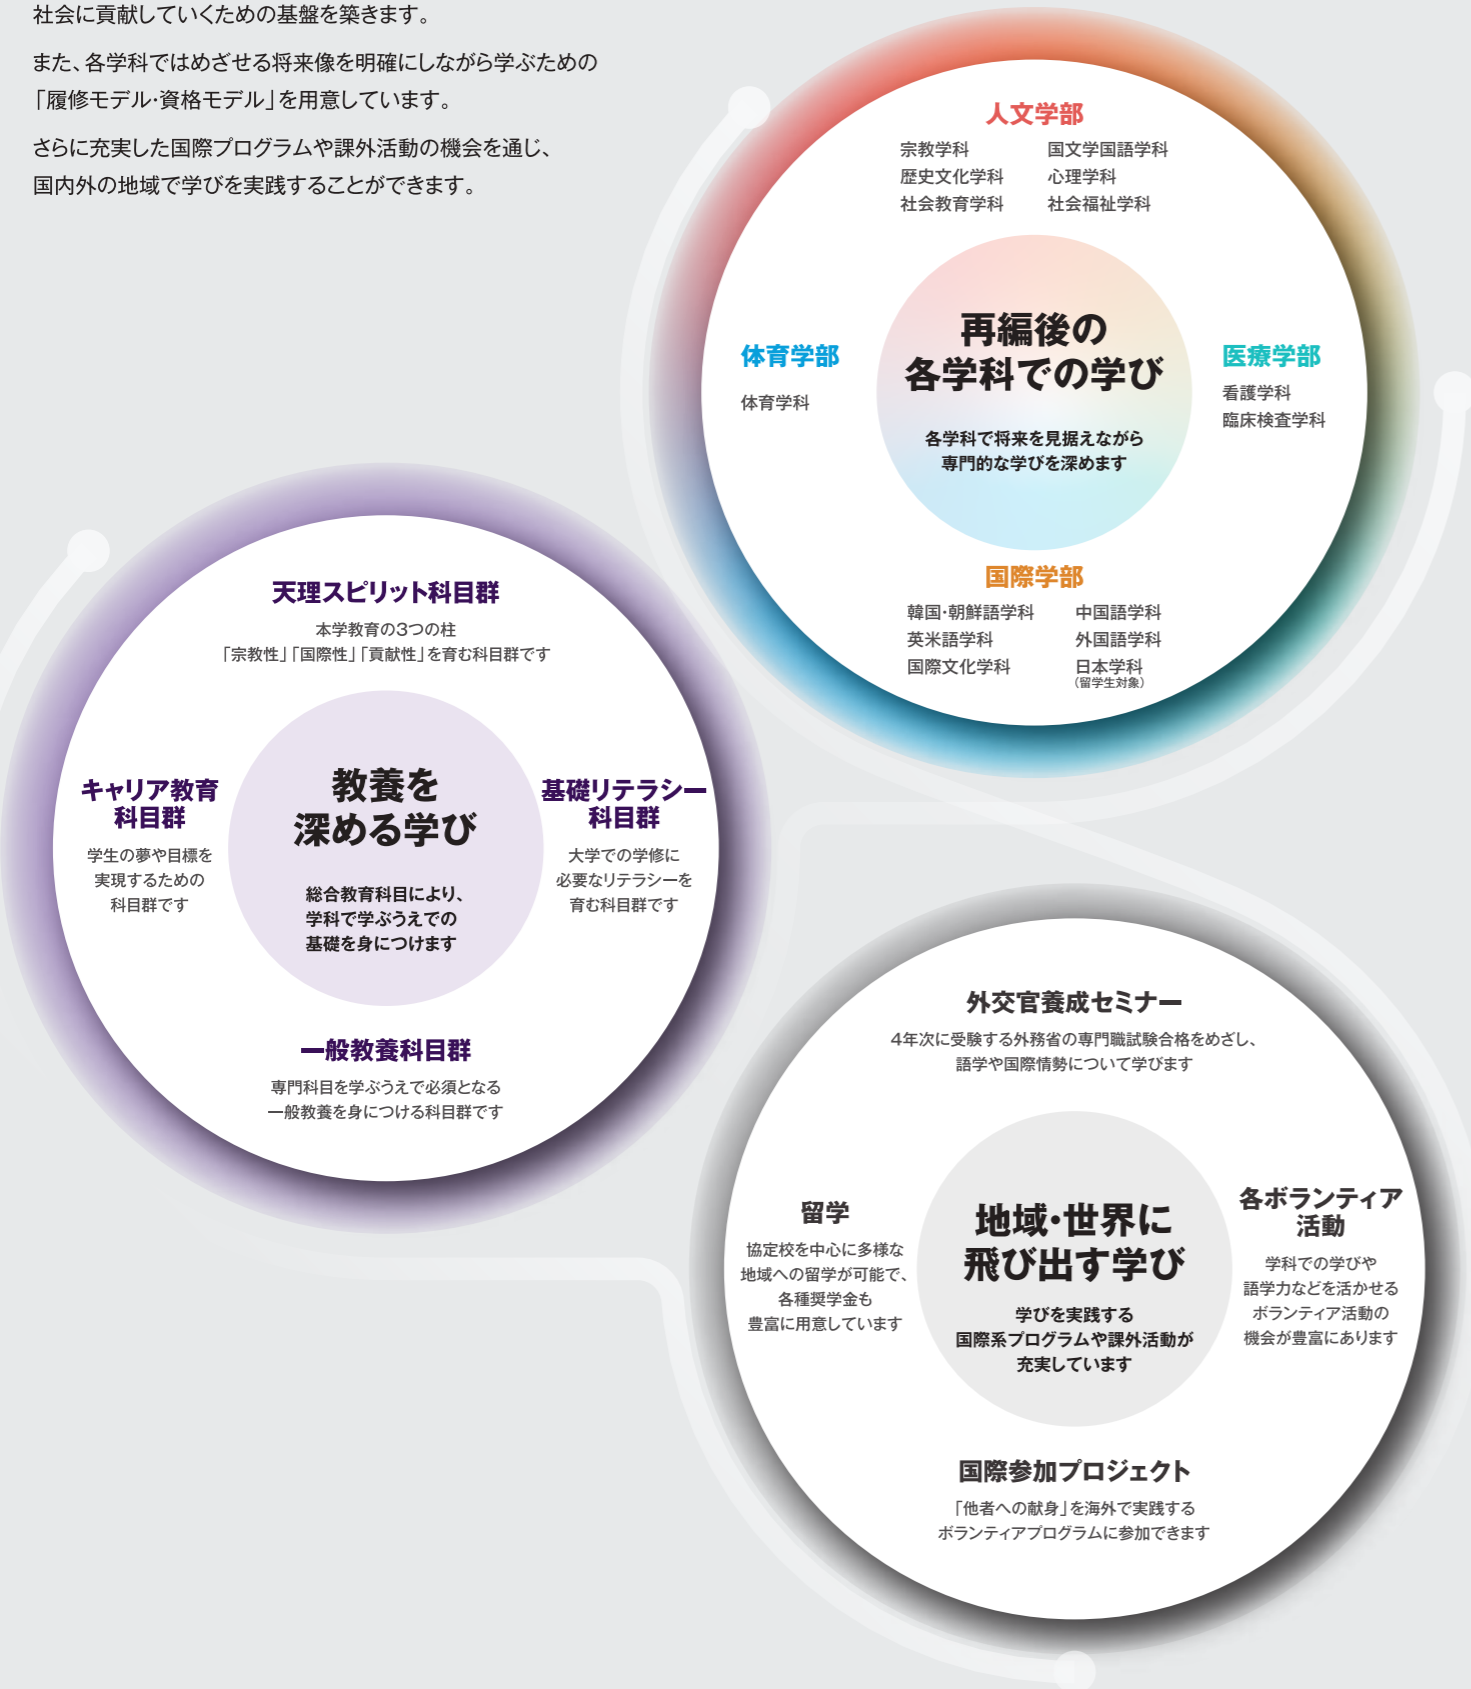 社会に貢献していくための基盤を築きます。
また、各学科ではめざせる将来像を明確にしながら学ぶための
「履修モデル・資格モデル」を用意しています。
さらに充実した国際プログラムや課外活動の機会を通じ、
国内外の地域で学びを実践することができます。
人文学部
宗教学科
国文学国語学科
歴史文化学科
心理学科
社会教育学科
社会福祉学科
再編後の
各学科での学び
各学科で将来を見据えながら
専門的な学びを深めます
体育学部
体育学科
医療学部
看護学科
臨床検査学科
国際学部
韓国・朝鮮語学科
中国語学科
英米語学科
外国語学科
国際文化学科
日本学科
（留学生対象）
天理スピリット科目群
本学教育の3つの柱
「宗教性」「国際性」「貢献性」を育む科目群です
キャリア教育
科目群
学生の夢や目標を
実現するための
科目群です
教養を
深める学び
総合教育科目により、
学科で学ぶうえでの
基礎を身につけます
基礎リテラシー
科目群
大学での学修に
必要なリテラシーを
育む科目群です
一般教養科目群
専門科目を学ぶうえで必須となる
一般教養を身につける科目群です
外交官養成セミナー
4年次に受験する外務省の専門職試験合格をめざし、
語学や国際情勢について学びます
留学
協定校を中心に多様な
地域への留学が可能で、
各種奨学金も
豊富に用意しています
地域・世界に
飛び出す学び
学びを実践する
国際系プログラムや課外活動が
充実しています
各ボランティア
活動
学科での学びや
語学力などを活かせる
ボランティア活動の
機会が豊富にあります
国際参加プロジェクト
「他者への献身」を海外で実践する
ボランティアプログラムに参加できます